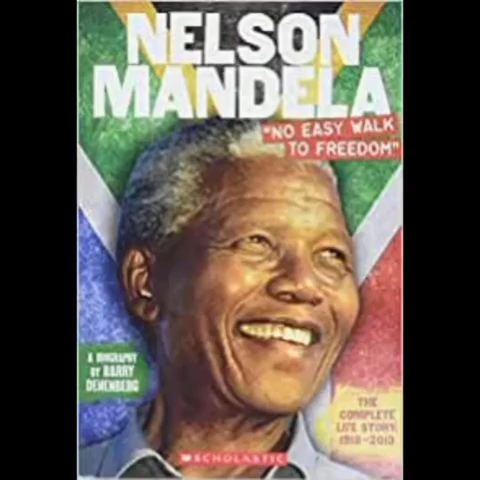 NELSON
MANDELA
"NO EASY WALK
TO FREEDOM"
A BIOGRAPHY
BY BARRY
DENENBERG
THE
COMPLETE
LIFE STORY
1918-2013
SCHOLASTIC